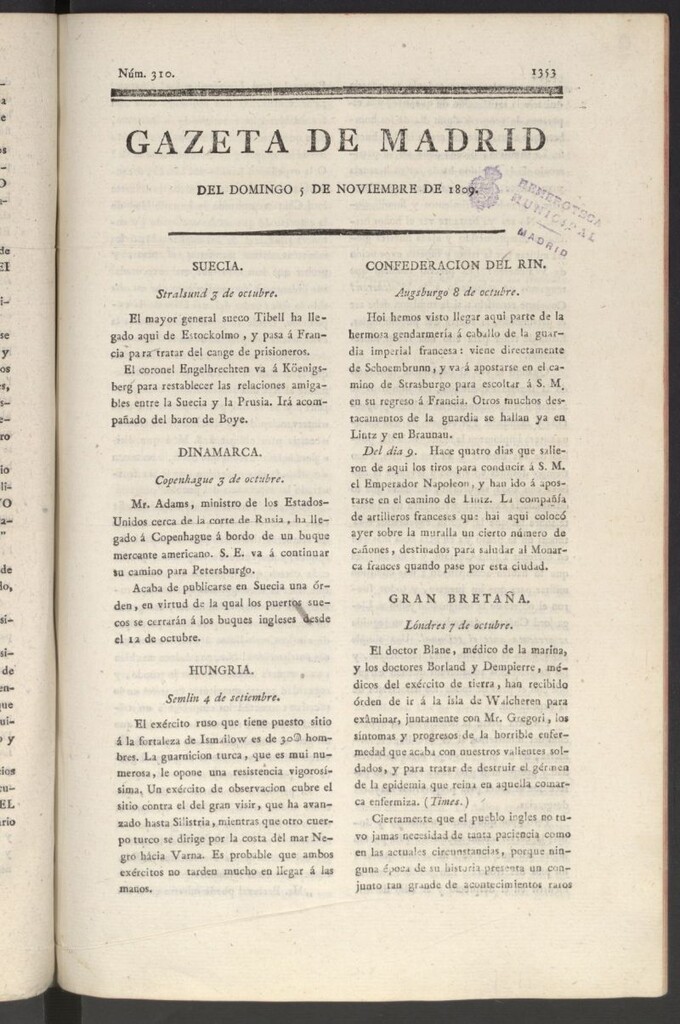 Núm. 310.
1353
GAZETA DE MADRID
DEL DOMINGO 5 DE NOVIEMBRE DE 1809.
HEMEROTECA
MUNICIPAL
MADRID
SUECIA.
Stralsund 3 de octubre.
El mayor general sueco Tibell ha lle-
gado aqui de Estockolmo, y pasa á Fran-
cia para tratar del cange de prisioneros.
El coronel Engelbrechten va á Köenigs-
berg para restablecer las relaciones amiga-
bles entre la Suecia y la Prusia. Irá acom-
pañado del baron de Boye.
DINAMARCA.
Copenhague 3 de octubre.
Mr. Adams, ministro de los Estados-
Unidos cerca de la corte de Rusia, ha lle-
gado á Copenhague á bordo de un buque
mercante americano. S. E. va á continuar
su camino para Petersburgo.
Acaba de publicarse en Suecia una ór-
den, en virtud de la qual los puertos sue-
cos se cerrarán á los buques ingleses desde
el 12 de octubre.
HUNGRIA.
Semlin 4 de setiembre.
El exército ruso que tiene puesto sitio
á la fortaleza de Ismailow es de 30@ hom-
bres. La guarnicion turca, que es mui nu-
merosa, le opone una resistencia vigorosí-
sima. Un exército de observacion cubre el
sitio contra el del gran visir, que ha avan-
zado hasta Silistria, mientras que otro cuer-
po turco se dirige por la costa del mar Ne-
gro hácia Varna. Es probable que ambos
exércitos no tarden mucho en llegar á las
manos.
CONFEDERACION DEL RIN.
Augsburgo 8 de octubre.
Hoi hemos visto llegar aqui parte de la
hermosa gendarmería á caballo de la guar-
dia imperial francesa: viene directamente
de Schoembrunn, y va á apostarse en el ca-
mino de Strasburgo para escoltar á S. M.
en su regreso á Francia. Otros muchos des-
tacamentos de la guardia se hallan ya en
Lintz y en Braunau.
Del dia 9. Hace quatro dias que salie-
ron de aqui los tiros para conducir á S. M.
el Emperador Napoleon, y han ido á apos-
tarse en el camino de Lintz. La compañía
de artilleros franceses que hai aqui colocó
ayer sobre la muralla un cierto número de
cañones, destinados para saludar al Monar-
ca frances quando pase por esta ciudad.
GRAN BRETAÑA.
Lóndres 7 de octubre.
El doctor Blane, médico de la marina,
y los doctores Borland y Dempierre, mé-
dicos del exército de tierra, han recibido
órden de ir á la isla de Walcheren para
exâminar, juntamente con Mr. Gregori, los
síntomas y progresos de la horrible enfer-
medad que acaba con nuestros valientes sol-
dados, y para tratar de destruir el gérmen
de la epidemia que reina en aquella comar-
ca enfermiza. (Times.)
Ciertamente que el pueblo ingles no tu-
vo jamas necesidad de tanta paciencia como
en las actuales circunstancias, porque nin-
guna época de su historia presenta un con-
junto tan grande de acontecimientos raros